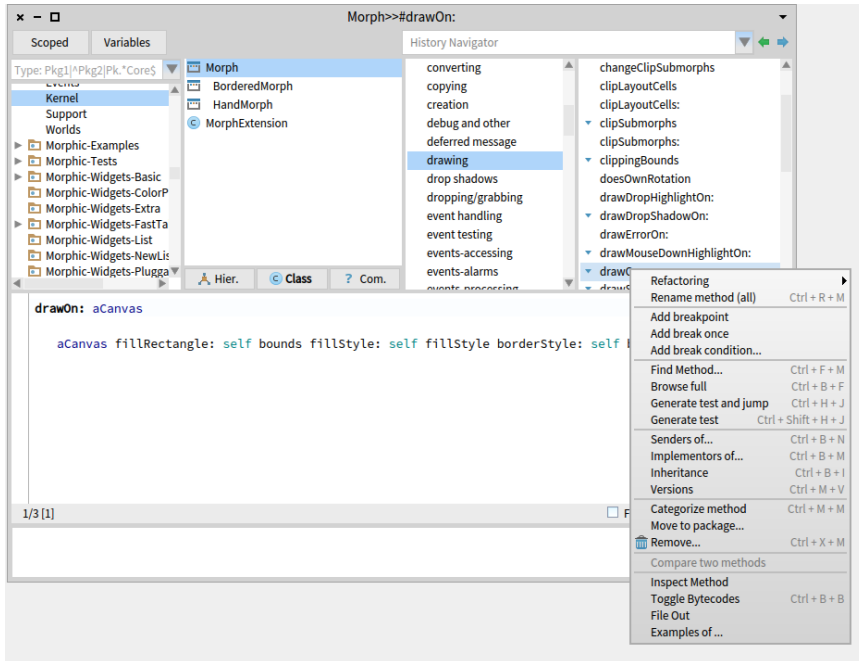 Morph>>#drawOn:
Scoped
Variables
History Navigator
Type: Pkg1|^Pkg2|Pk.*Core$
Events
Kernel
Support
Worlds
Morphic-Examples
Morphic-Tests
Morphic-Widgets-Basic
Morphic-Widgets-ColorP
Morphic-Widgets-Extra
Morphic-Widgets-FastTa
Morphic-Widgets-List
Morphic-Widgets-NewLis
Morphic-Widgets-Plugga
Morph
BorderedMorph
HandMorph
MorphExtension
Hier.
Class
? Com.
converting
copying
creation
debug and other
deferred message
drawing
drop shadows
dropping/grabbing
event handling
event testing
events-accessing
events-alarms
events-processing
changeClipSubmorphs
clipLayoutCells
clipLayoutCells:
clipSubmorphs
clipSubmorphs:
clippingBounds
doesOwnRotation
drawDropHighlightOn:
drawDropShadowOn:
drawErrorOn:
drawMouseDownHighlightOn:
drawO
drawS
drawOn: aCanvas
aCanvas fillRectangle: self bounds fillStyle: self fillStyle borderStyle: self b
1/3 [1]
F
Refactoring
Rename method (all) Ctrl + R + M
Add breakpoint
Add break once
Add break condition...
Find Method... Ctrl + F + M
Browse full Ctrl + B + F
Generate test and jump Ctrl + H + J
Generate test Ctrl + Shift + H + J
Senders of... Ctrl + B + N
Implementors of... Ctrl + B + M
Inheritance Ctrl + B + I
Versions Ctrl + M + V
Categorize method Ctrl + M + M
Move to package...
Remove... Ctrl + X + M
Compare two methods
Inspect Method
Toggle Bytecodes Ctrl + B + B
File Out
Examples of ...